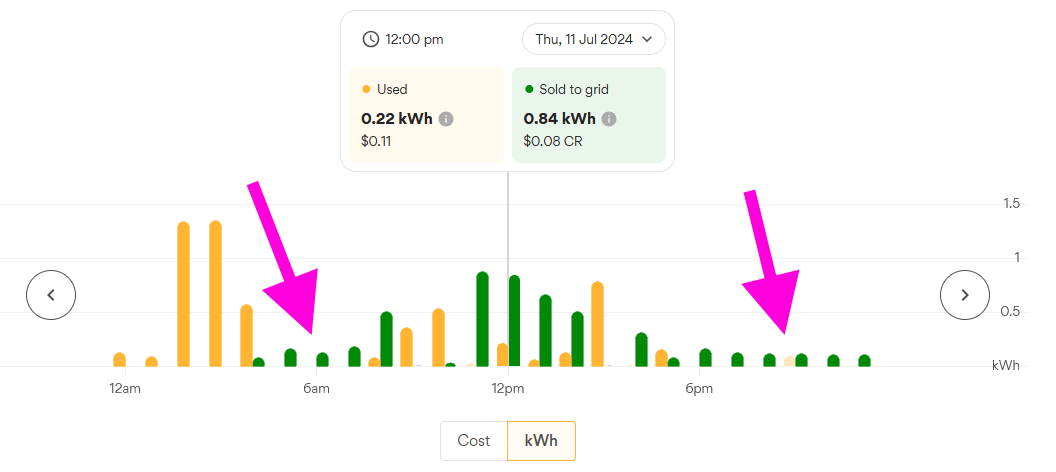 12:00 pm
Thu, 11 Jul 2024
Used
0.22 kWh
$0.11
Sold to grid
0.84 kWh
$0.08 CR
1.5
1
0.5
kWh
12am
6am
12pm
6pm
Cost
kWh